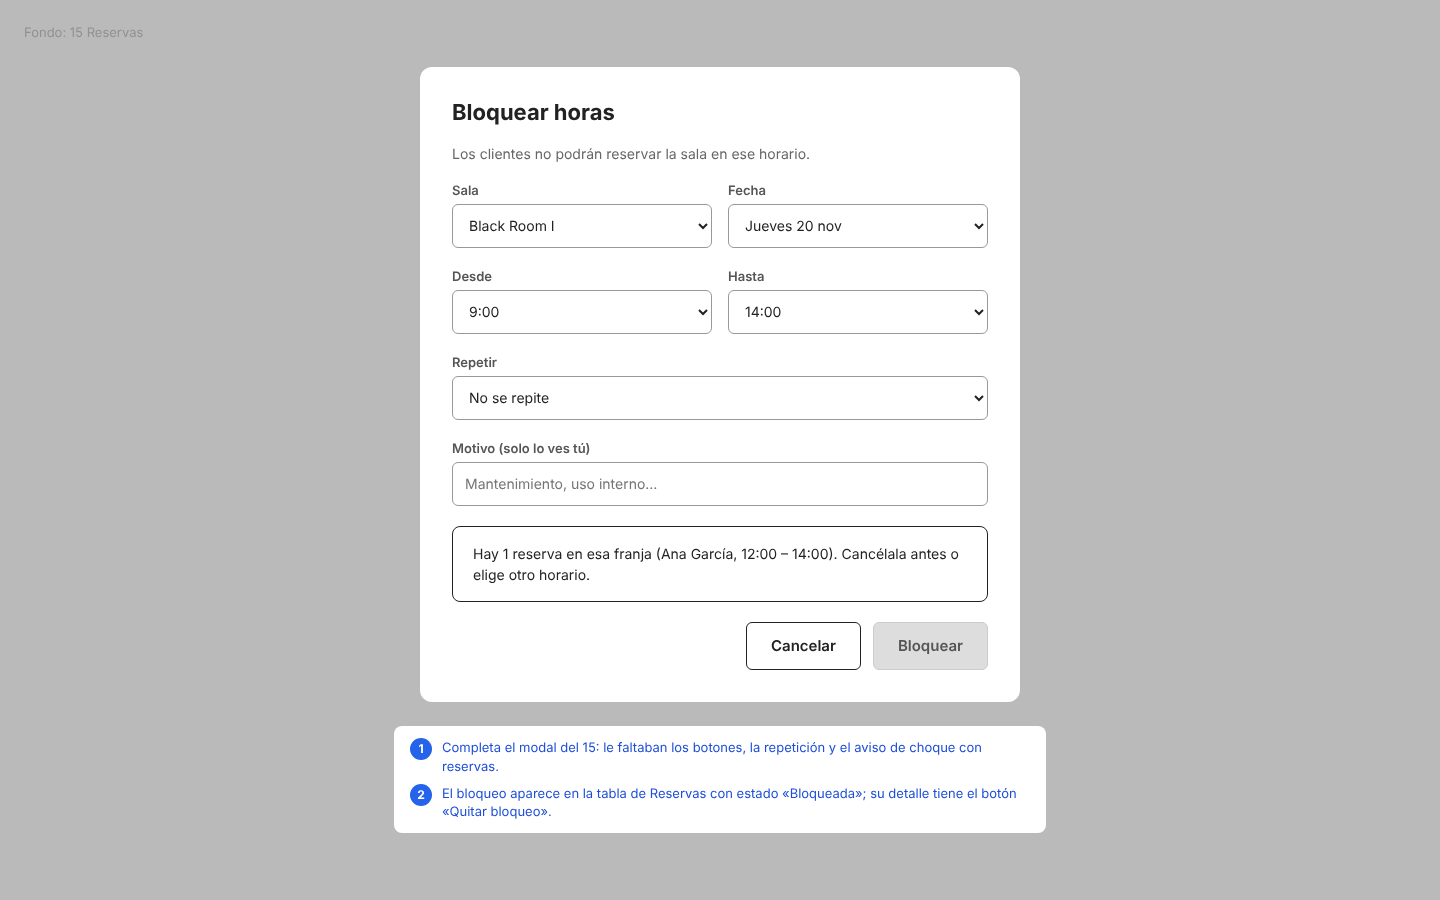 Fondo: 15 Reservas
Bloquear horas
Los clientes no podrán reservar la sala en ese horario.
Sala
Fecha
Black Room I
Jueves 20 nov
Desde
Hasta
9:00
14:00
Repetir
No se repite
Motivo (solo lo ves tú)
Mantenimiento, uso interno...
Hay 1 reserva en esa franja (Ana García, 12:00 – 14:00). Cancélala antes o
elige otro horario.
Cancelar
Bloquear
1 Completa el modal del 15: le faltaban los botones, la repetición y el aviso de choque con
reservas.
2 El bloqueo aparece en la tabla de Reservas con estado «Bloqueada»; su detalle tiene el botón
«Quitar bloqueo».